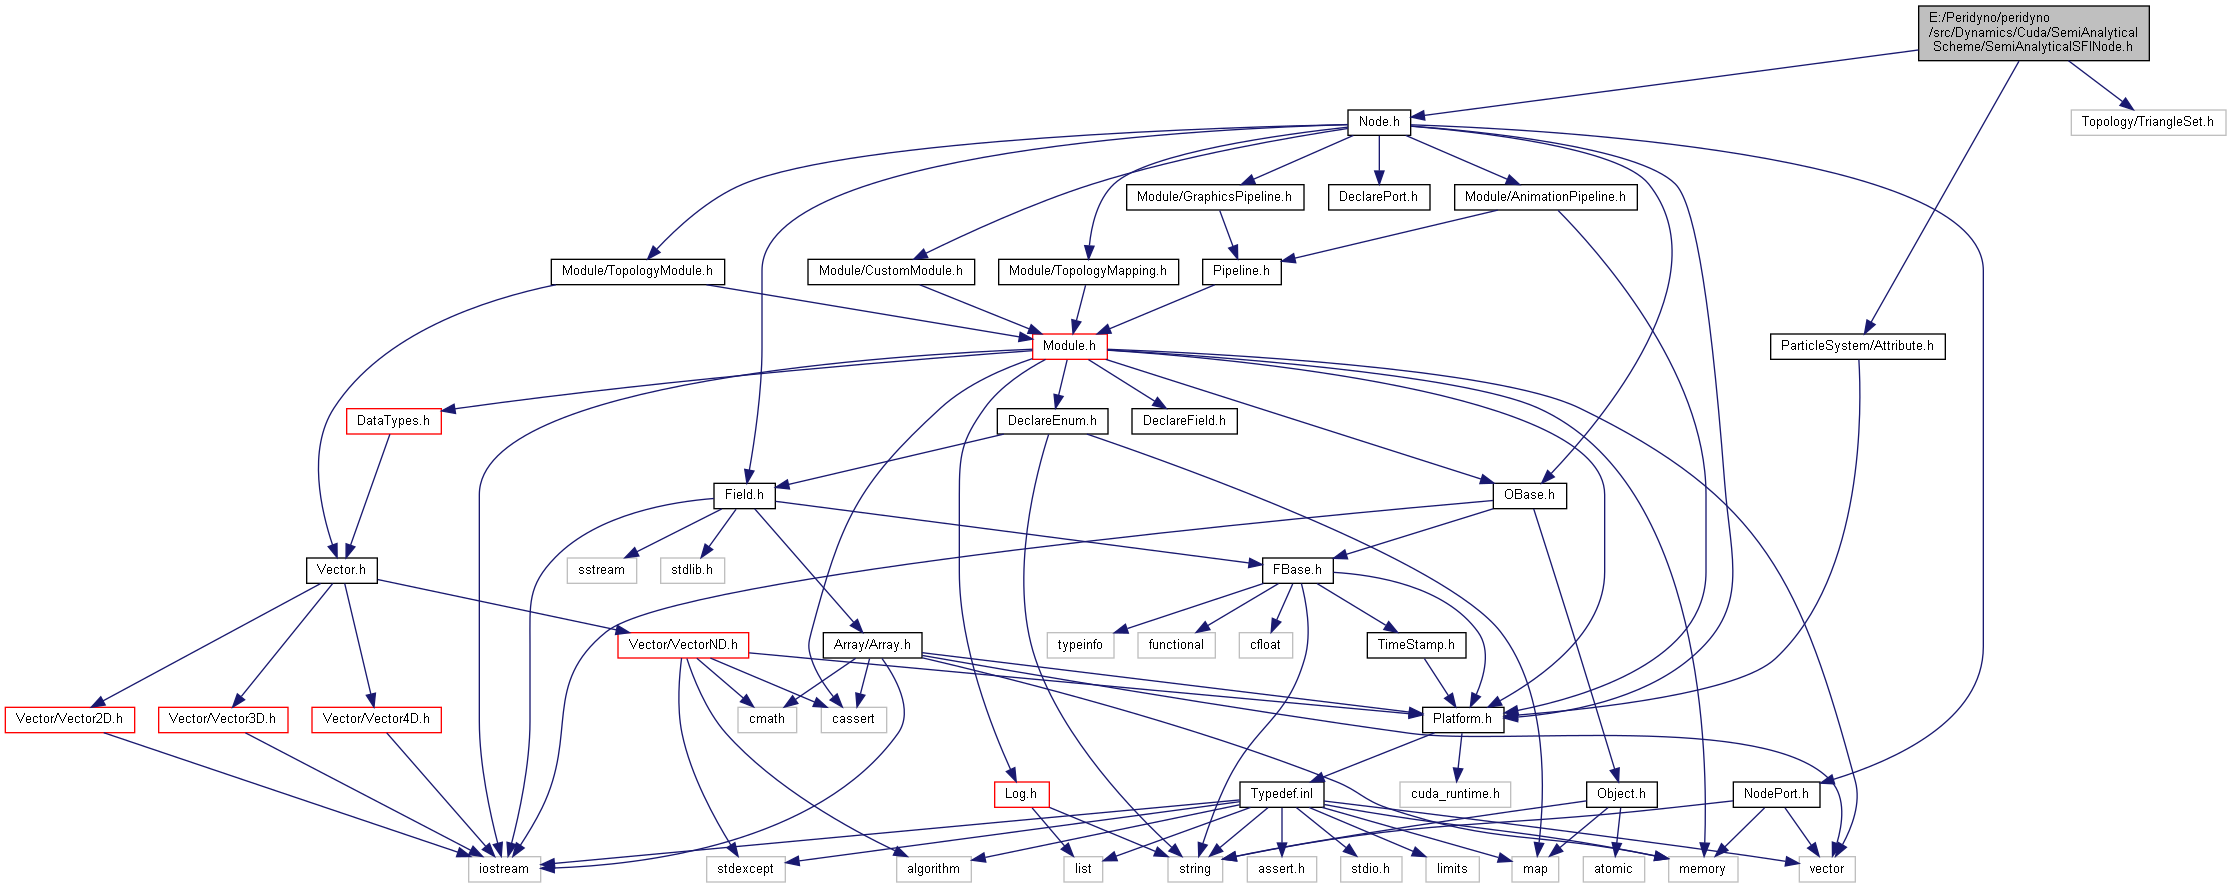 E:/Peridyno/peridyno
/src/Dynamics/Cuda/SemiAnalytical
Scheme/SemiAnalyticalSFINode.h
Node.h
Topology/TriangleSet.h
Module/GraphicsPipeline.h
DeclarePort.h
Module/AnimationPipeline.h
Module/TopologyModule.h
Module/CustomModule.h
Module/TopologyMapping.h
Pipeline.h
Module.h
ParticleSystem/Attribute.h
DataTypes.h
DeclareEnum.h
DeclareField.h
Field.h
OBase.h
Vector.h
sstream
stdlib.h
FBase.h
Vector/VectorND.h
Array/Array.h
typeinfo
functional
cfloat
TimeStamp.h
Vector/Vector2D.h
Vector/Vector3D.h
Vector/Vector4D.h
cmath
cassert
Platform.h
Log.h
Typedef.inl
cuda_runtime.h
Object.h
NodePort.h
iostream
stdexcept
algorithm
list
string
assert.h
stdio.h
limits
map
atomic
memory
vector